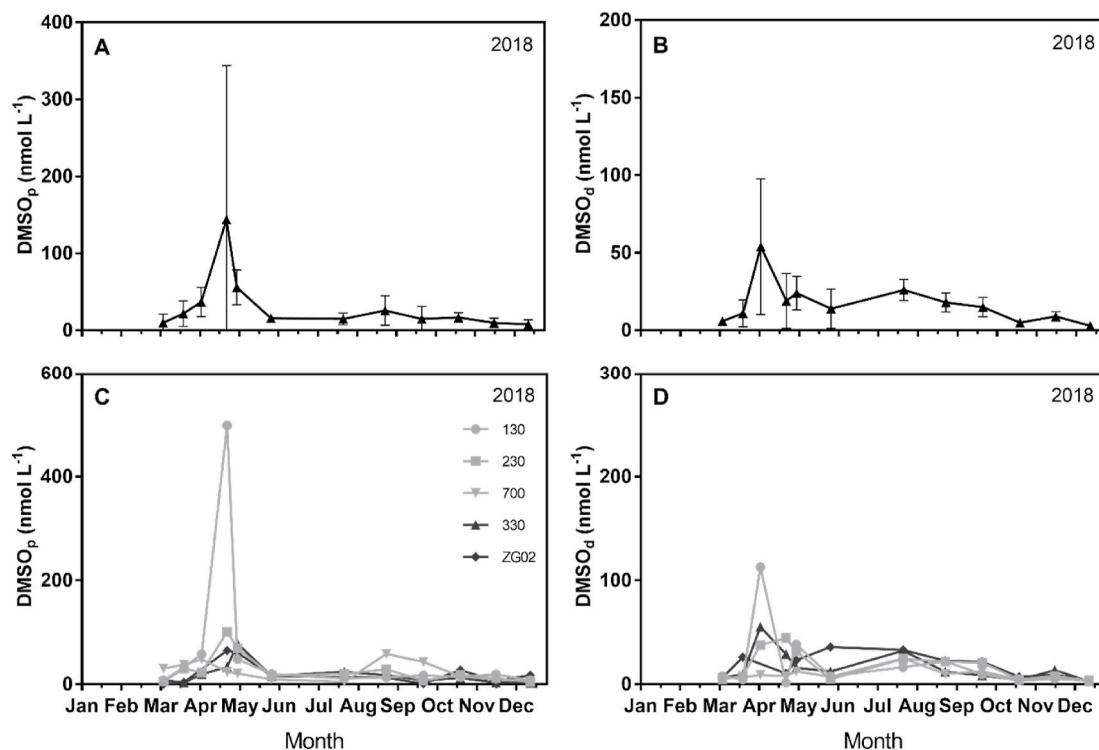 A
2018
400
300
200
100
0
DMSOp (nmol L-1)
B
2018
200
150
100
50
0
DMSOd (nmol L-1)
C
2018
600
400
200
0
DMSOp (nmol L-1)
130
230
700
330
ZG02
Jan Feb Mar Apr May Jun Jul Aug Sep Oct Nov Dec
Month
D
2018
300
200
100
0
DMSOd (nmol L-1)
Jan Feb Mar Apr May Jun Jul Aug Sep Oct Nov Dec
Month